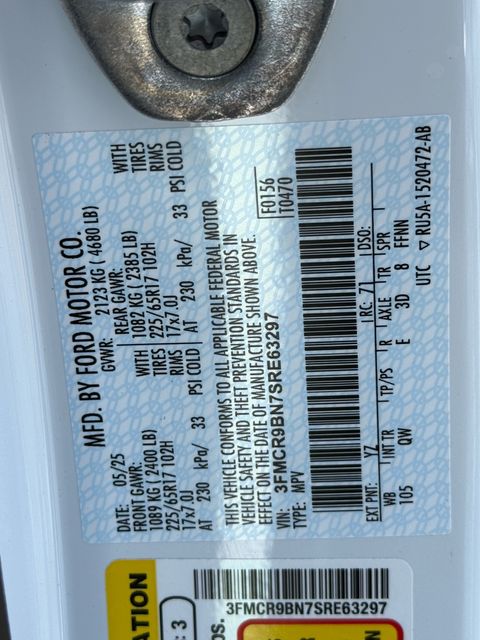 MFD. BY FORD MOTOR CO.
DATE: 05/25 GVWR: 2123 KG ( 4680 LB)
FRONT GAWR: REAR GAWR:
1089 KG ( 2400 LB) WITH 1082 KG ( 2385 LB) WITH
225/65R17 102H TIRES 225/65R17 102H TIRES
17x7.0J RIMS 17x7.0J RIMS
AT 230 kPa/ 33 PSI COLD AT 230 kPa/ 33 PSI COLD
THIS VEHICLE CONFORMS TO ALL APPLICABLE FEDERAL MOTOR
VEHICLE SAFETY AND THEFT PREVENTION STANDARDS IN
EFFECT ON THE DATE OF MANUFACTURE SHOWN ABOVE.
VIN: 3FMCR9BN7SRE63297
TYPE: MPV
F0156
T0470
EXT PNT: YZ RC: 71 DSO:
WB INT TR TP/PS R AXLE TR SPR
105 QW E 3D 8 FFNN
UTC ▽ RU5A-1520472-AB
3FMCR9BN7SRE63297
ATION
: 3